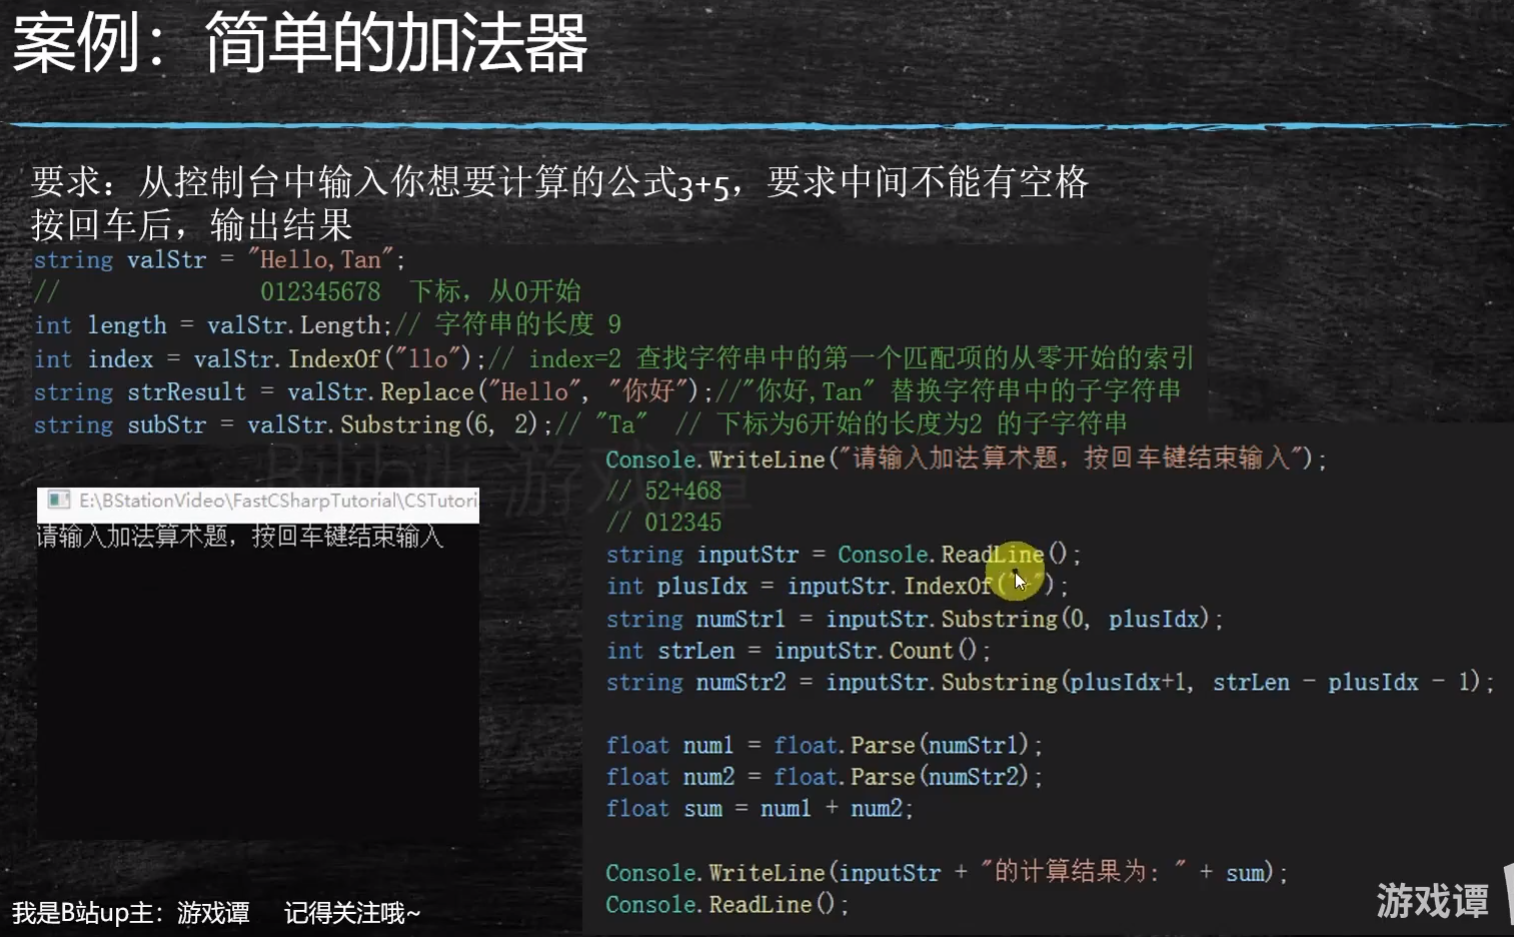 案例：简单的加法器
要求：从控制台中输入你想要计算的公式3+5，要求中间不能有空格
按回车后，输出结果
string valStr = "Hello,Tan";
// 012345678 下标，从0开始
int length = valStr.Length;// 字符串的长度 9
int index = valStr.IndexOf("llo");// index=2 查找字符串中的第一个匹配项的从零开始的索引
string strResult = valStr.Replace("Hello", "你好");//"你好,Tan" 替换字符串中的子字符串
string subStr = valStr.Substring(6, 2);// "Ta" // 下标为6开始的长度为2 的子字符串
E:\BStationVideo\FastCSharpTutorial\CSTutori
请输入加法算术题，按回车键结束输入
Console.WriteLine("请输入加法算术题，按回车键结束输入");
// 52+468
// 012345
string inputStr = Console.ReadLine();
int plusIdx = inputStr.IndexOf("+");
string numStr1 = inputStr.Substring(0, plusIdx);
int strLen = inputStr.Count();
string numStr2 = inputStr.Substring(plusIdx+1, strLen - plusIdx - 1);
float num1 = float.Parse(numStr1);
float num2 = float.Parse(numStr2);
float sum = num1 + num2;
Console.WriteLine(inputStr + "的计算结果为: " + sum);
Console.ReadLine();
我是B站up主：游戏谭 记得关注哦~
游戏谭